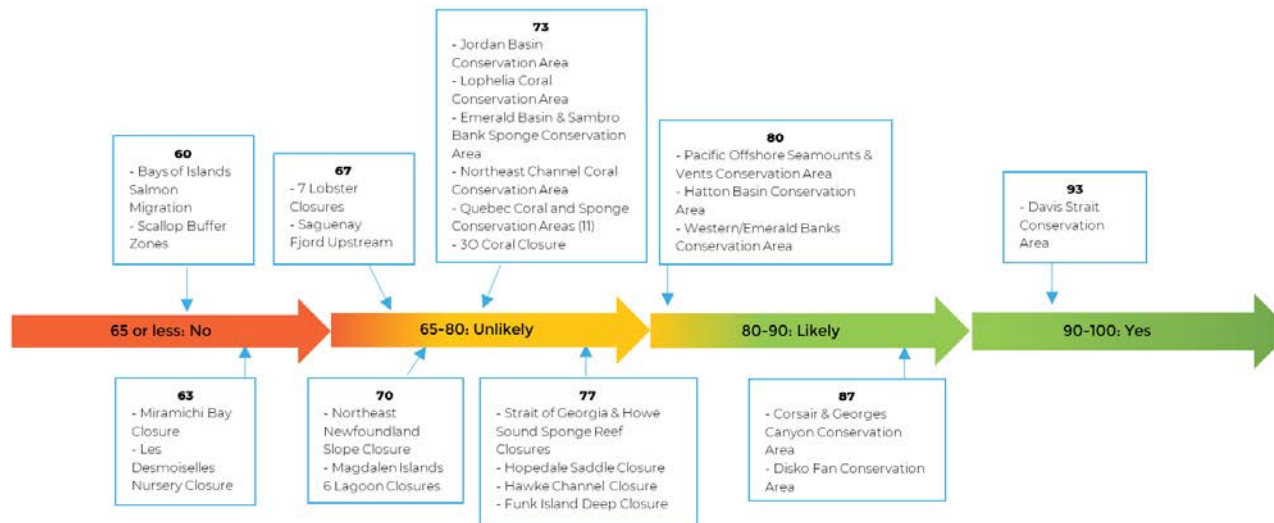 60
- Bays of Islands
Salmon
Migration
- Scallop Buffer
Zones
67
- 7 Lobster
Closures
- Saguenay
Fjord Upstream
73
- Jordan Basin
Conservation Area
- Lophelia Coral
Conservation Area
- Emerald Basin & Sambro
Bank Sponge Conservation
Area
- Northeast Channel Coral
Conservation Area
- Quebec Coral and Sponge
Conservation Areas (11)
- 3O Coral Closure
80
- Pacific Offshore Seamounts &
Vents Conservation Area
- Hatton Basin Conservation
Area
- Western/Emerald Banks
Conservation Area
93
- Davis Strait
Conservation
Area
65 or less: No
65-80: Unlikely
80-90: Likely
90-100: Yes
63
- Miramichi Bay
Closure
- Les
Desmoiselles
Nursery Closure
70
- Northeast
Newfoundland
Slope Closure
- Magdalen Islands
6 Lagoon Closures
77
- Strait of Georgia & Howe
Sound Sponge Reef
Closures
- Hopedale Saddle Closure
- Hawke Channel Closure
- Funk Island Deep Closure
87
- Corsair & Georges
Canyon Conservation
Area
- Disko Fan Conservation
Area